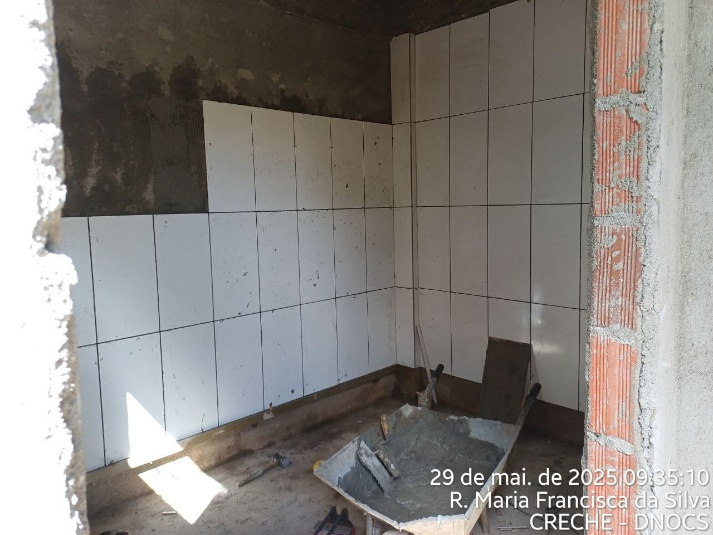 29 de mai. de 2025 09:35:10
R. Maria Francisca da Silva
CRECHE - DNOCS